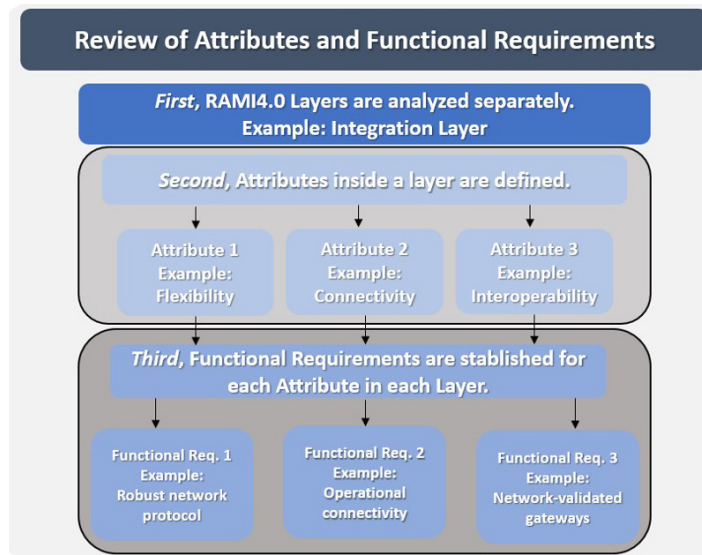 Review of Attributes and Functional Requirements
First, RAMI4.0 Layers are analyzed separately.
Example: Integration Layer
Second, Attributes inside a layer are defined.
Attribute 1
Example:
Flexibility
Attribute 2
Example:
Connectivity
Attribute 3
Example:
Interoperability
Third, Functional Requirements are stablished for
each Attribute in each Layer.
Functional Req. 1
Example:
Robust network
protocol
Functional Req. 2
Example:
Operational
connectivity
Functional Req. 3
Example:
Network-validated
gateways